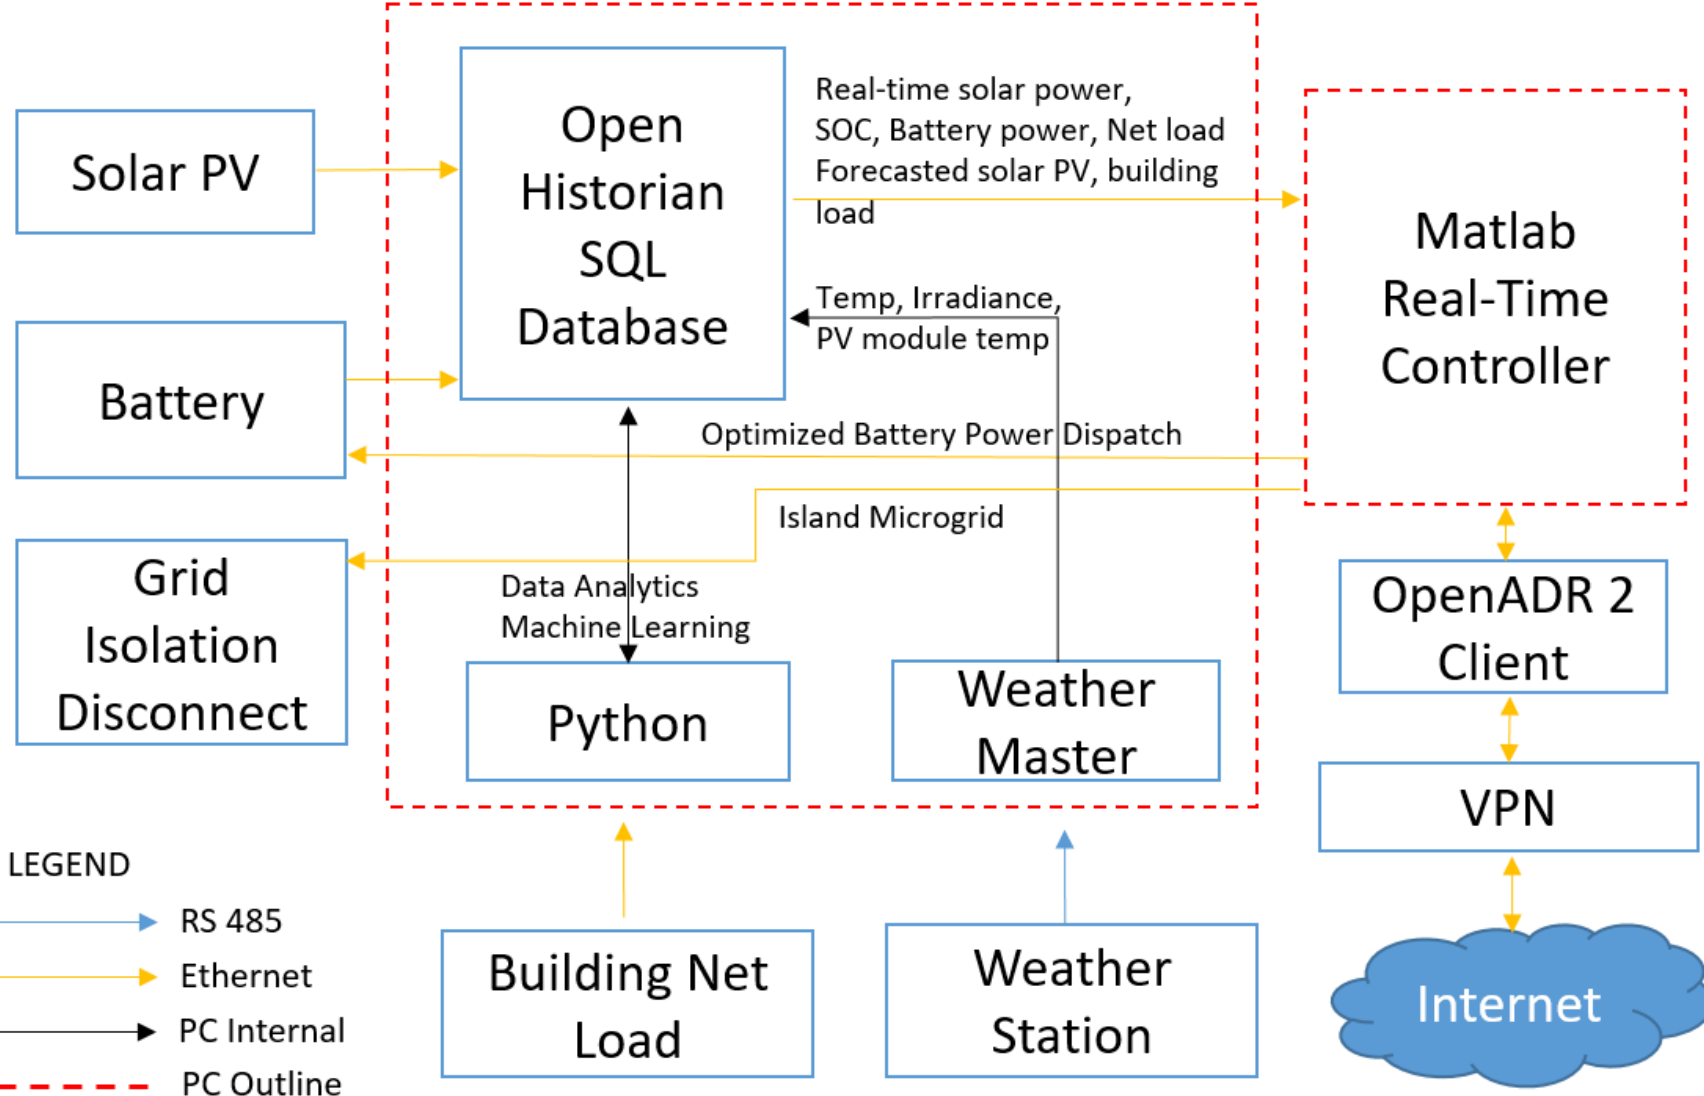 Solar PV
Open
Historian
SQL
Database
Real-time solar power,
SOC, Battery power, Net load
Forecasted solar PV, building
load
Matlab
Real-Time
Controller
Temp, Irradiance,
PV module temp
Battery
Optimized Battery Power Dispatch
Island Microgrid
Grid
Isolation
Disconnect
Data Analytics
Machine Learning
OpenADR 2
Client
Python
Weather
Master
VPN
LEGEND
RS 485
Ethernet
PC Internal
PC Outline
Building Net
Load
Weather
Station
Internet